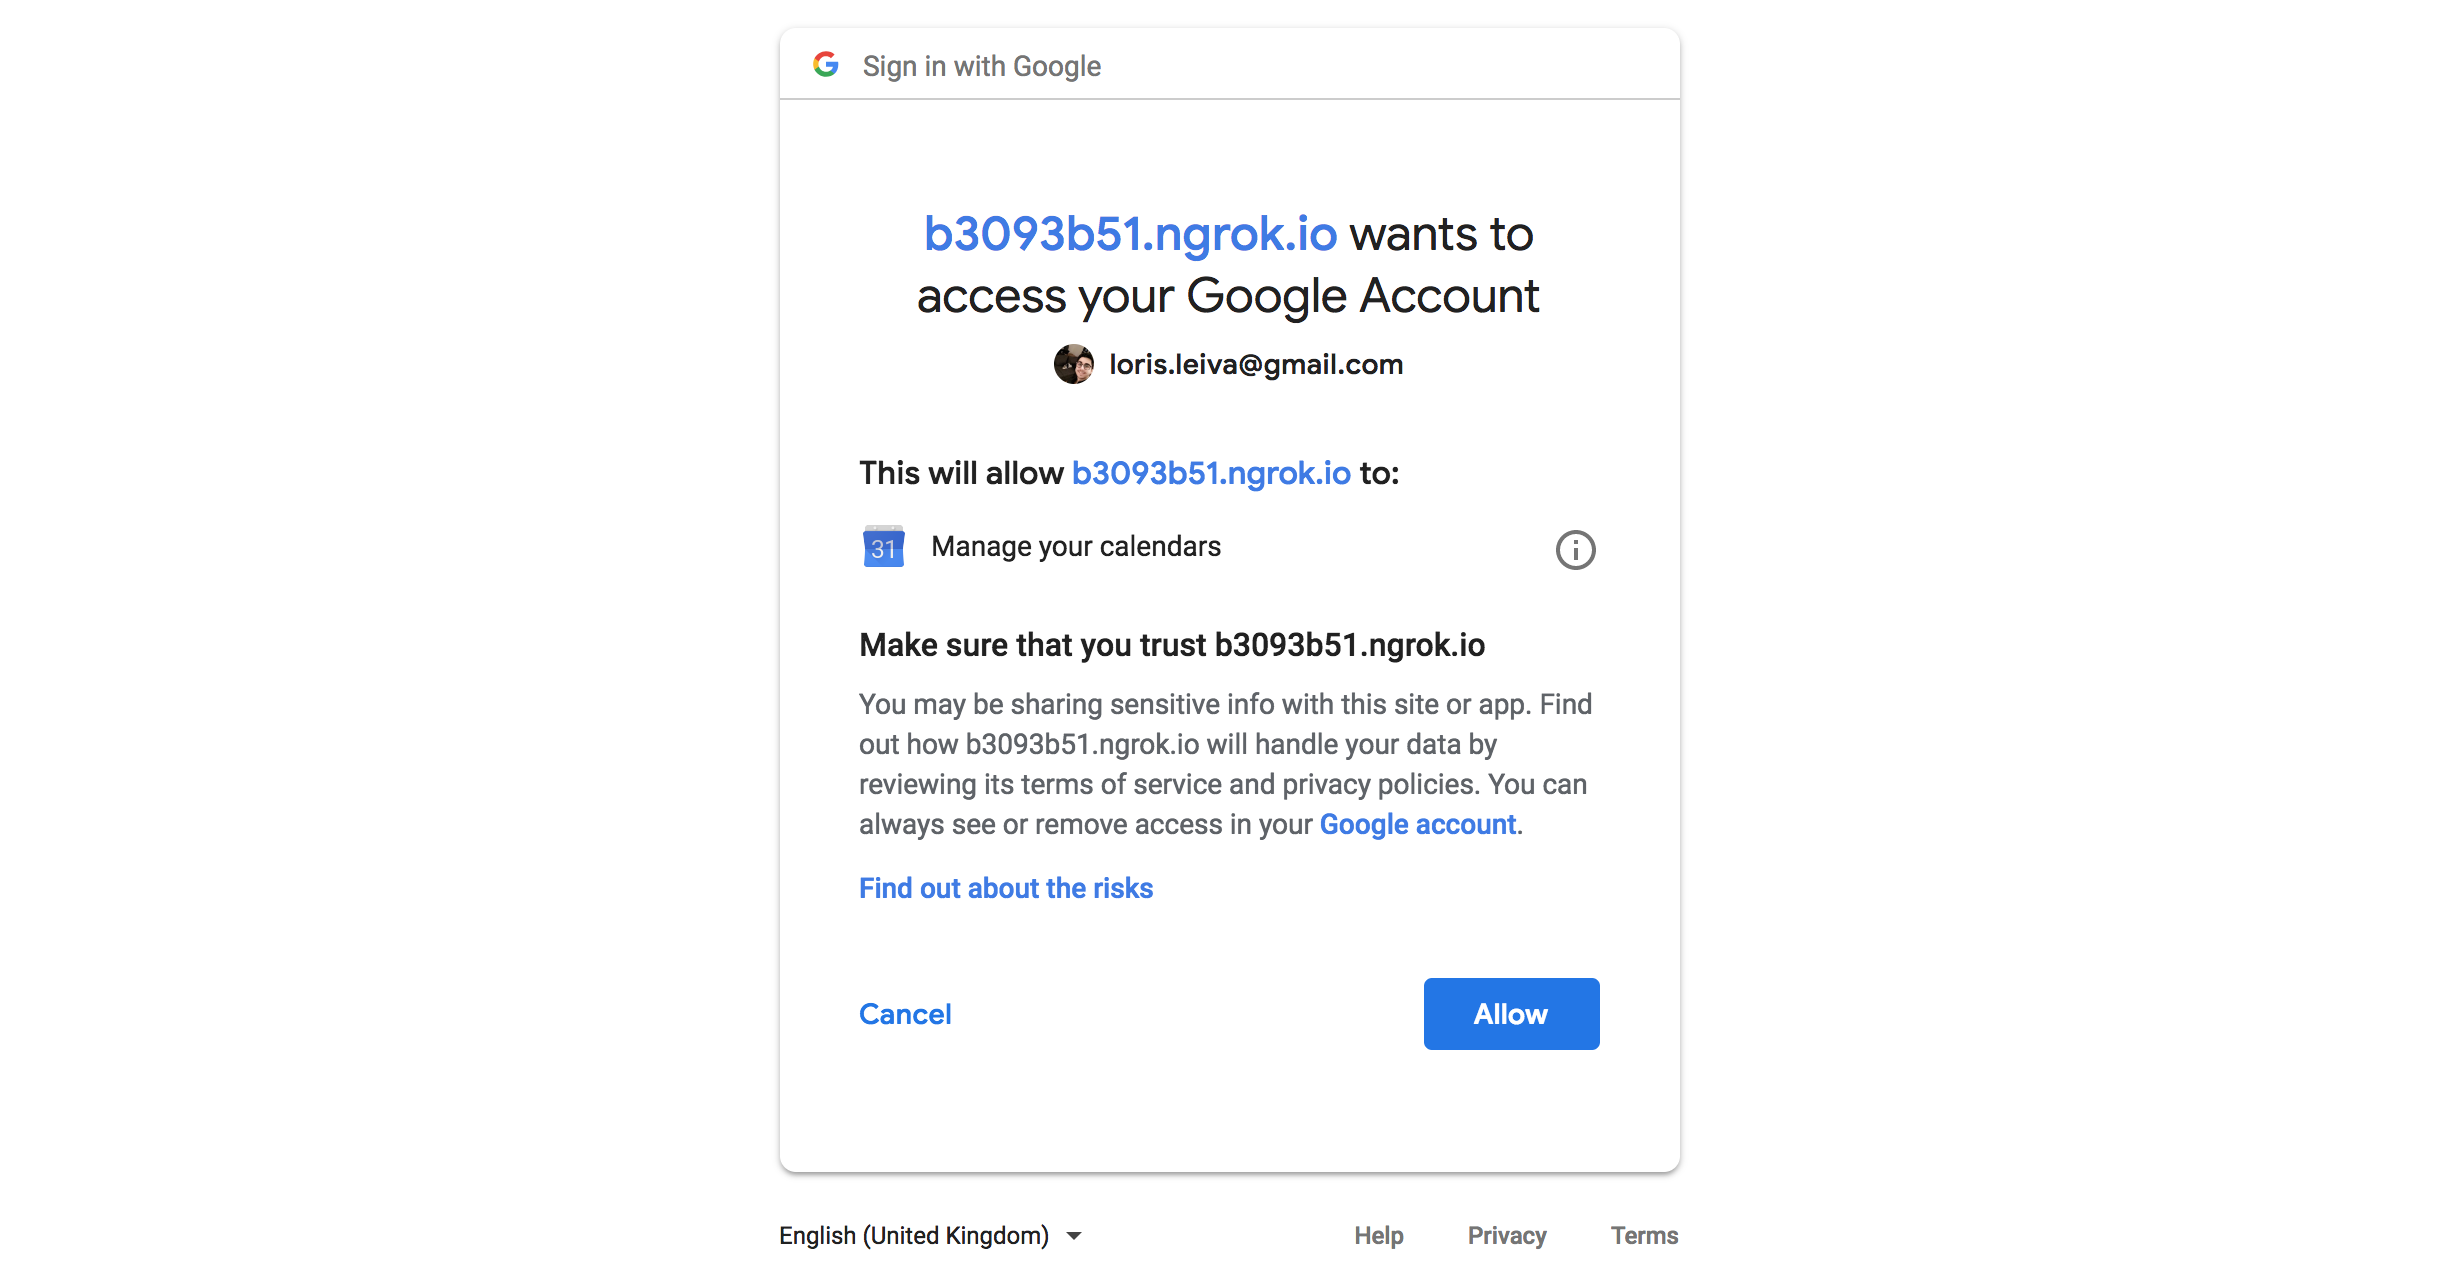 Sign in with Google
b3093b51.ngrok.io wants to
access your Google Account
loris.leiva@gmail.com
This will allow b3093b51.ngrok.io to:
31 Manage your calendars
Make sure that you trust b3093b51.ngrok.io
You may be sharing sensitive info with this site or app. Find
out how b3093b51.ngrok.io will handle your data by
reviewing its terms of service and privacy policies. You can
always see or remove access in your Google account.
Find out about the risks
Cancel Allow
English (United Kingdom) Help Privacy Terms